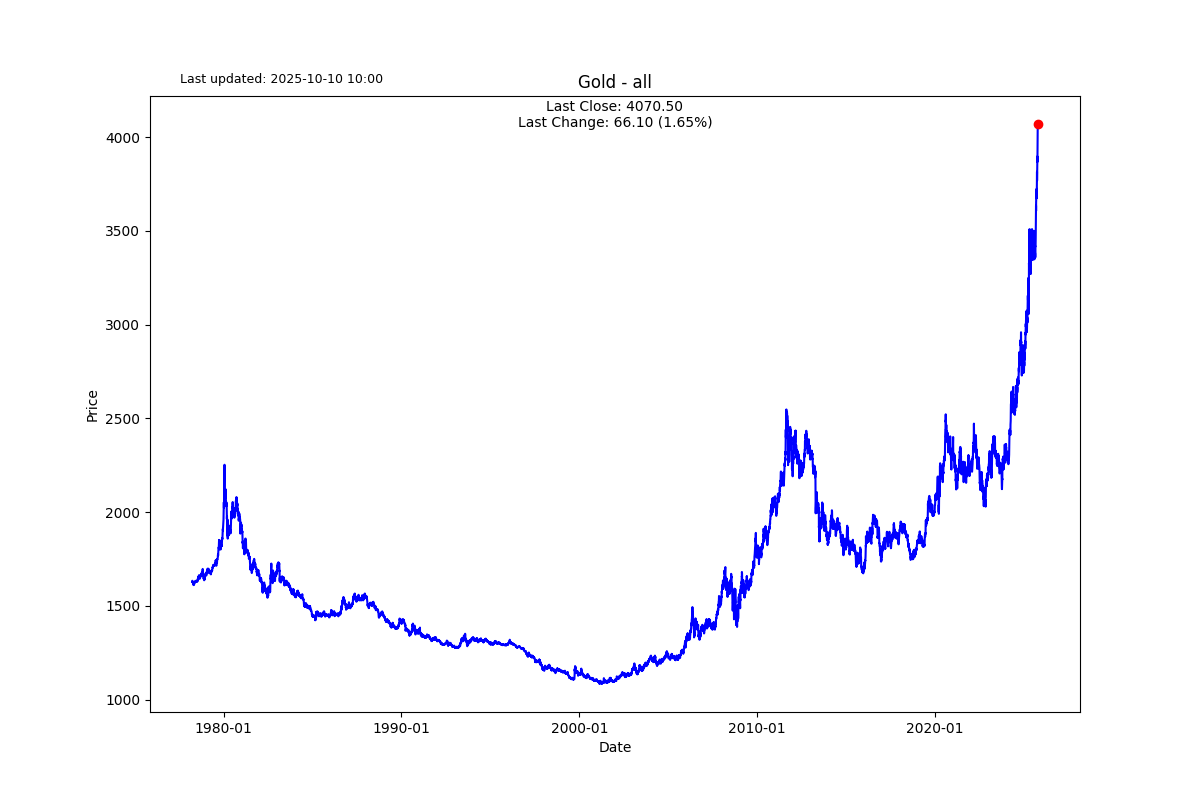 Last updated: 2025-10-10 10:00
Gold - all
Last Close: 4070.50
Last Change: 66.10 (1.65%)
Price
4000
3500
3000
2500
2000
1500
1000
1980-01
1990-01
2000-01
2010-01
2020-01
Date